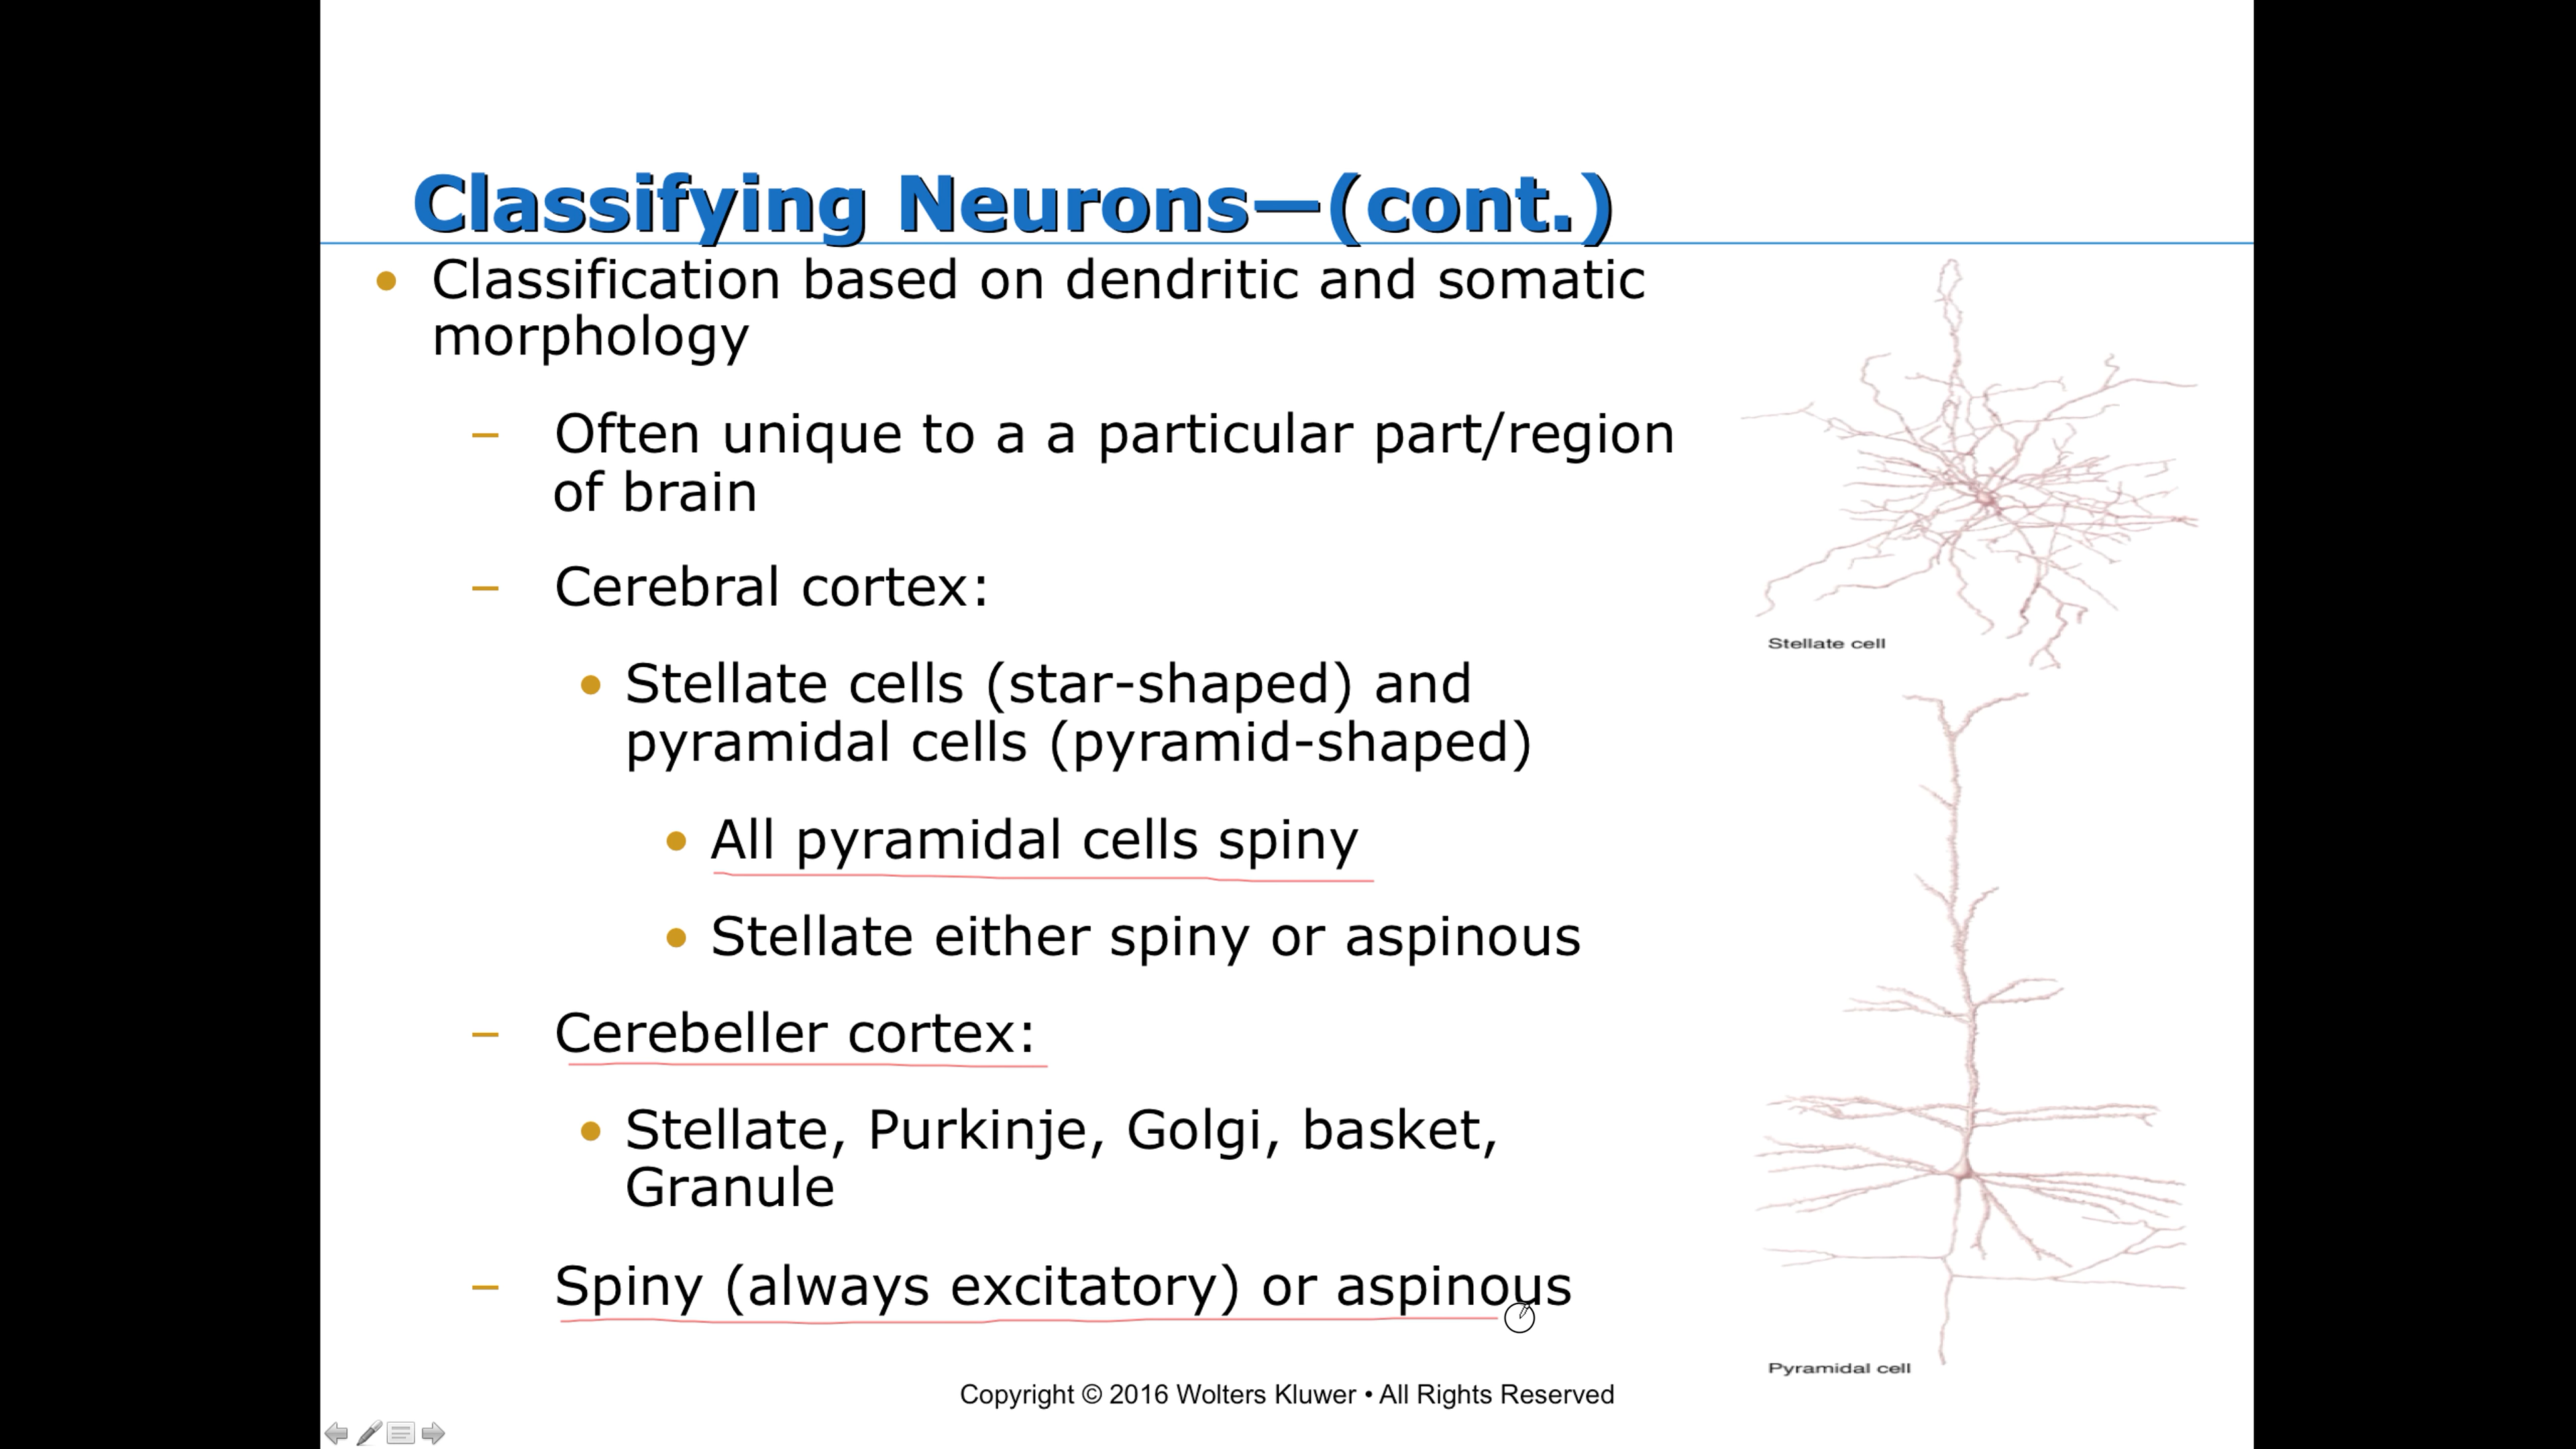 Classifying Neurons—(cont.)
• Classification based on dendritic and somatic
morphology
– Often unique to a a particular part/region
of brain
– Cerebral cortex:
• Stellate cells (star-shaped) and
pyramidal cells (pyramid-shaped)
• All pyramidal cells spiny
• Stellate either spiny or aspinous
– Cerebeller cortex:
• Stellate, Purkinje, Golgi, basket,
Granule
– Spiny (always excitatory) or aspinous
Stellate cell
Pyramidal cell
Copyright © 2016 Wolters Kluwer • All Rights Reserved